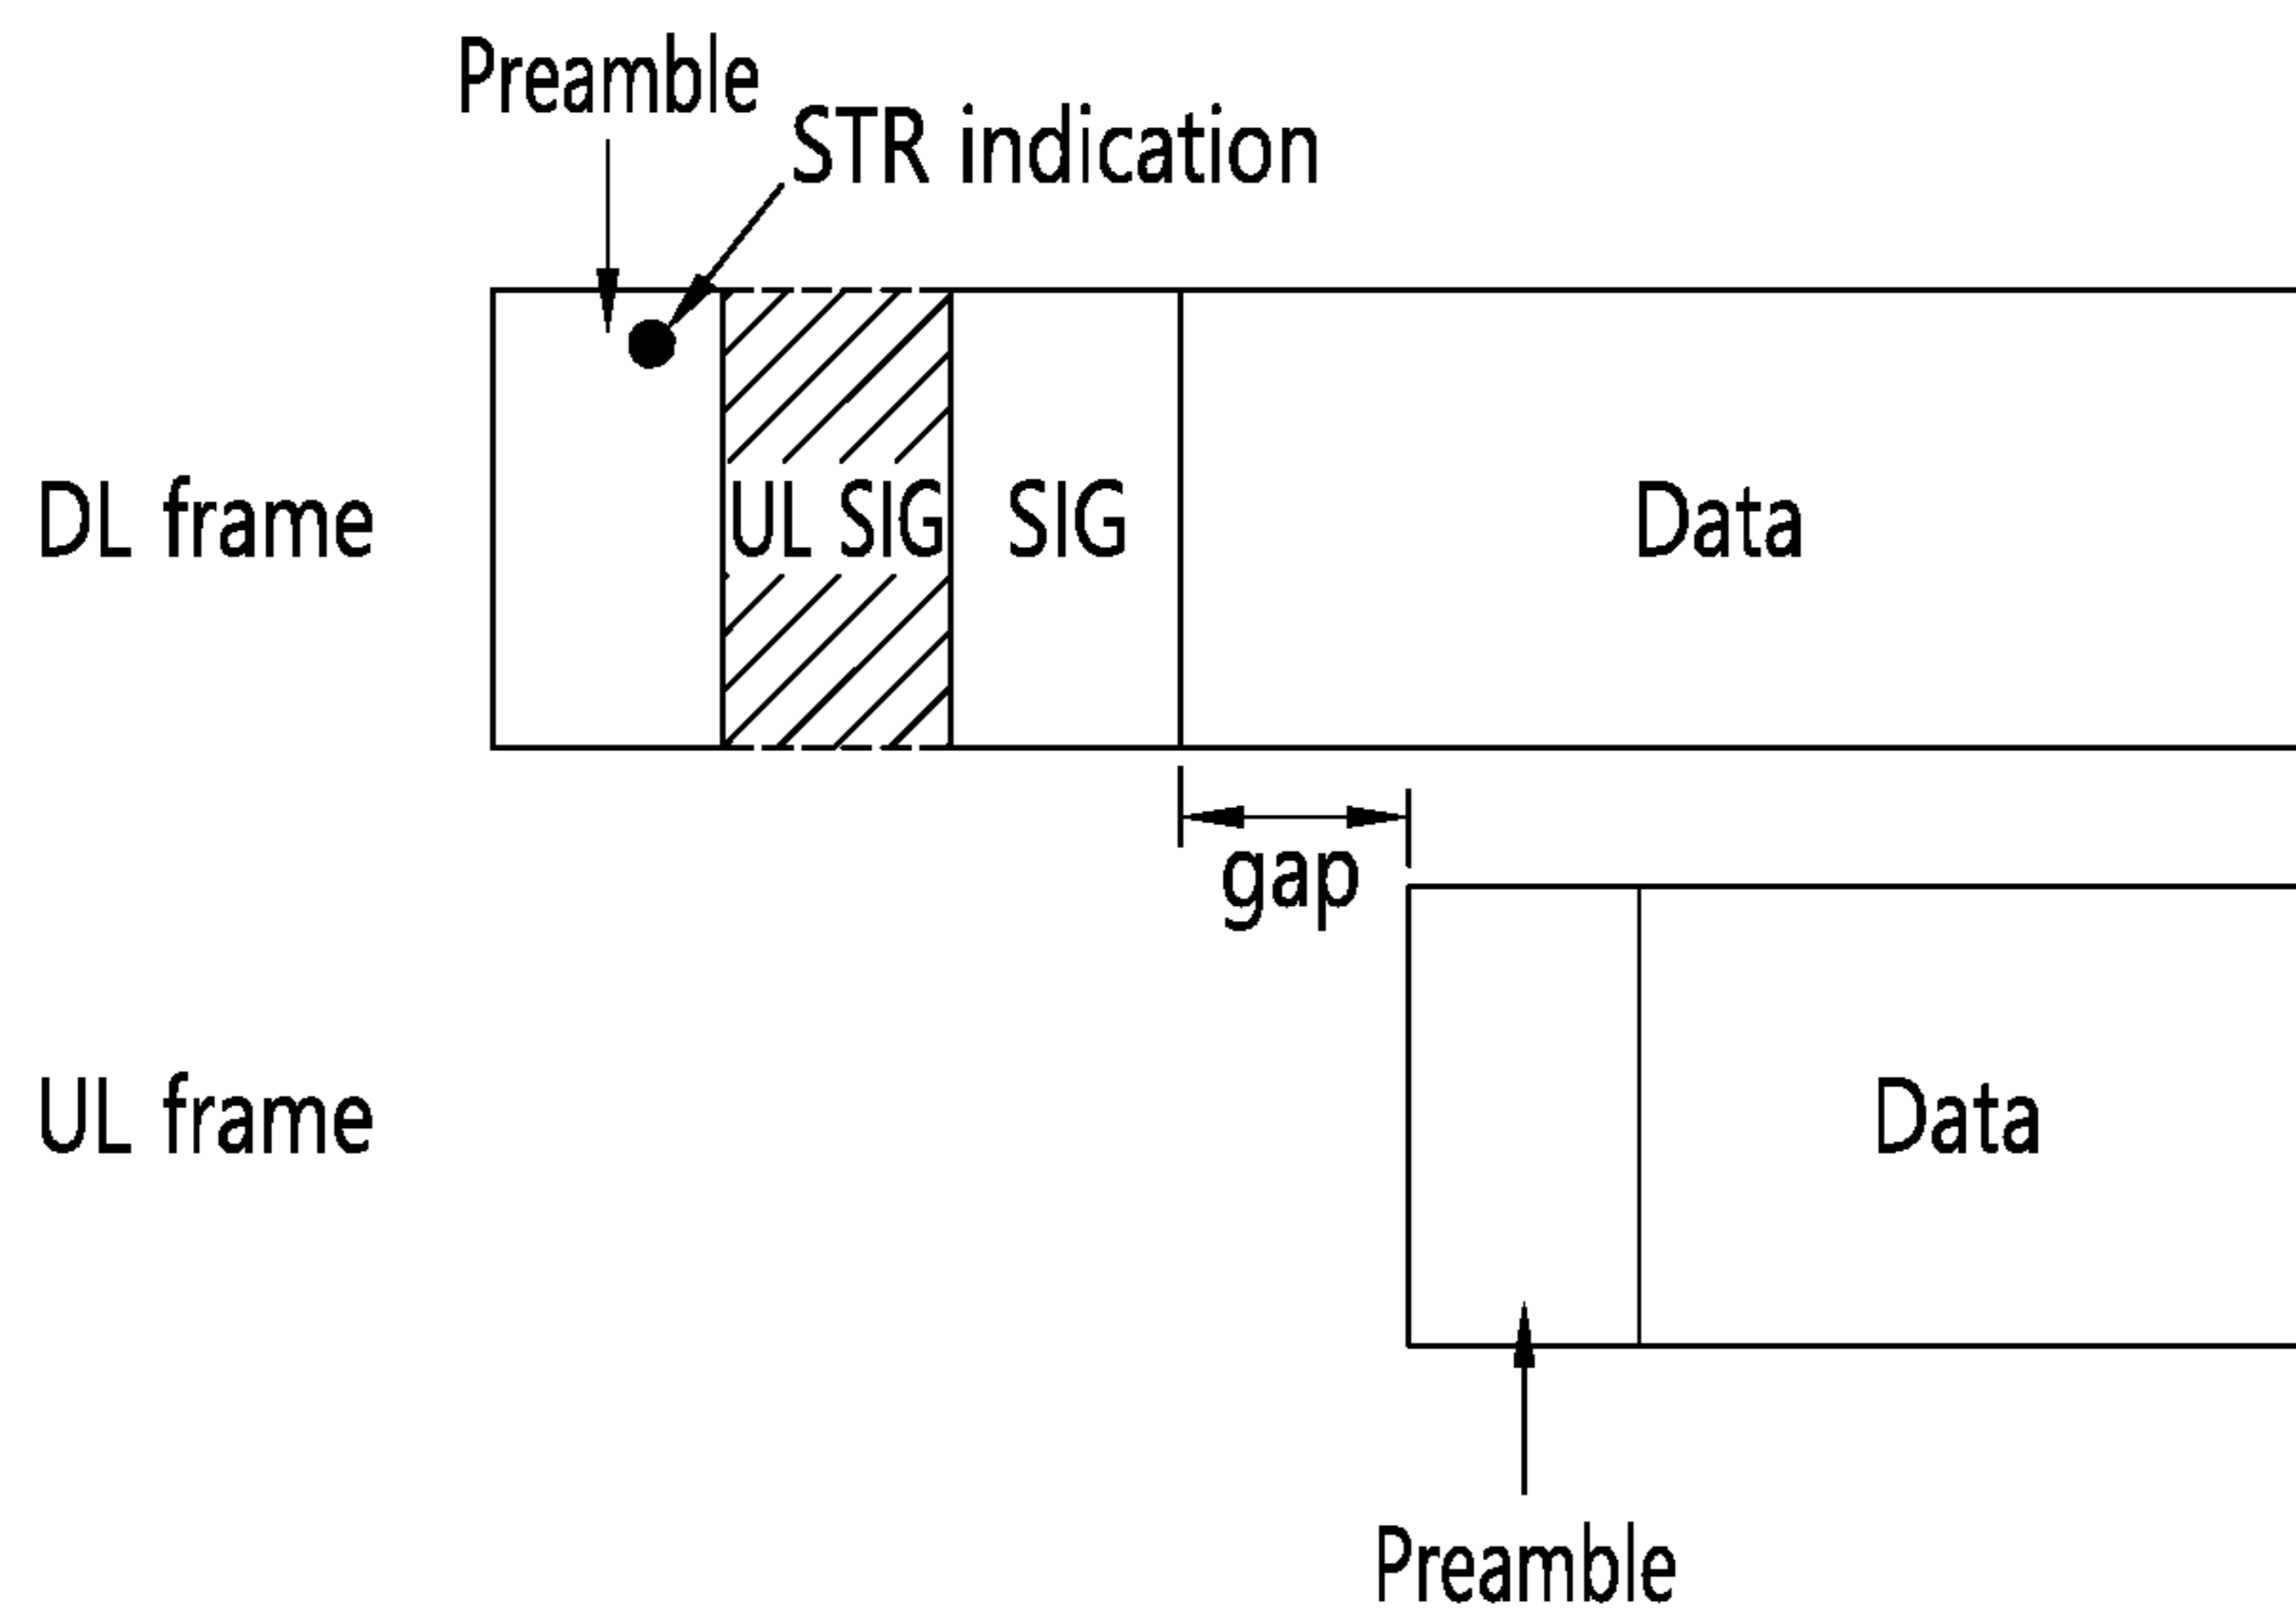 Preamble
STR indication
DL frame
UL SIG
SIG
Data
gap
UL frame
Data
Preamble